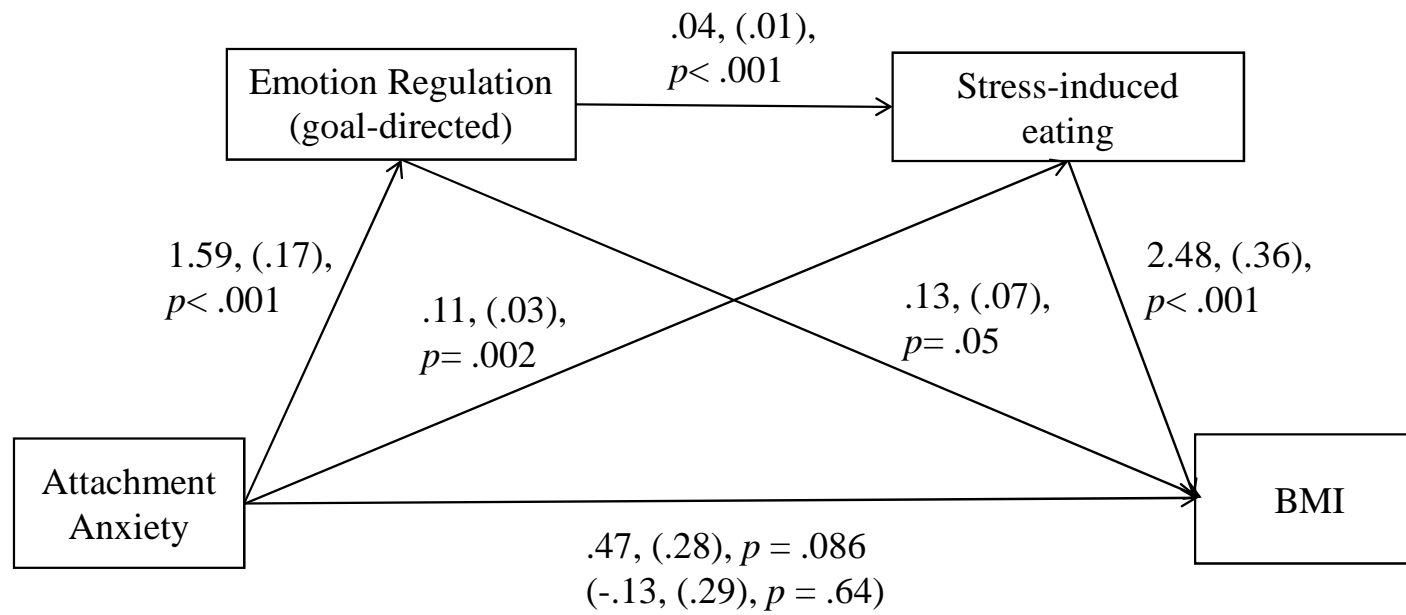 .04, (.01),
p< .001
Emotion Regulation
(goal-directed)
Stress-induced
eating
1.59, (.17),
p< .001
.11, (.03),
p= .002
.13, (.07),
p= .05
2.48, (.36),
p< .001
Attachment
Anxiety
BMI
.47, (.28), p = .086
(-.13, (.29), p = .64)